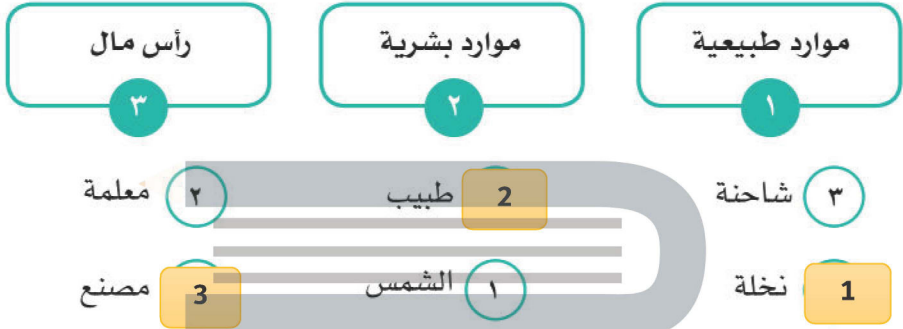 موارد طبيعية موارد بشرية رأس مال
١ ٢ ٣
٣ شاحنة 2 طبيب ٢ معلمة
1 نخلة ١ الشمس 3 مصنع